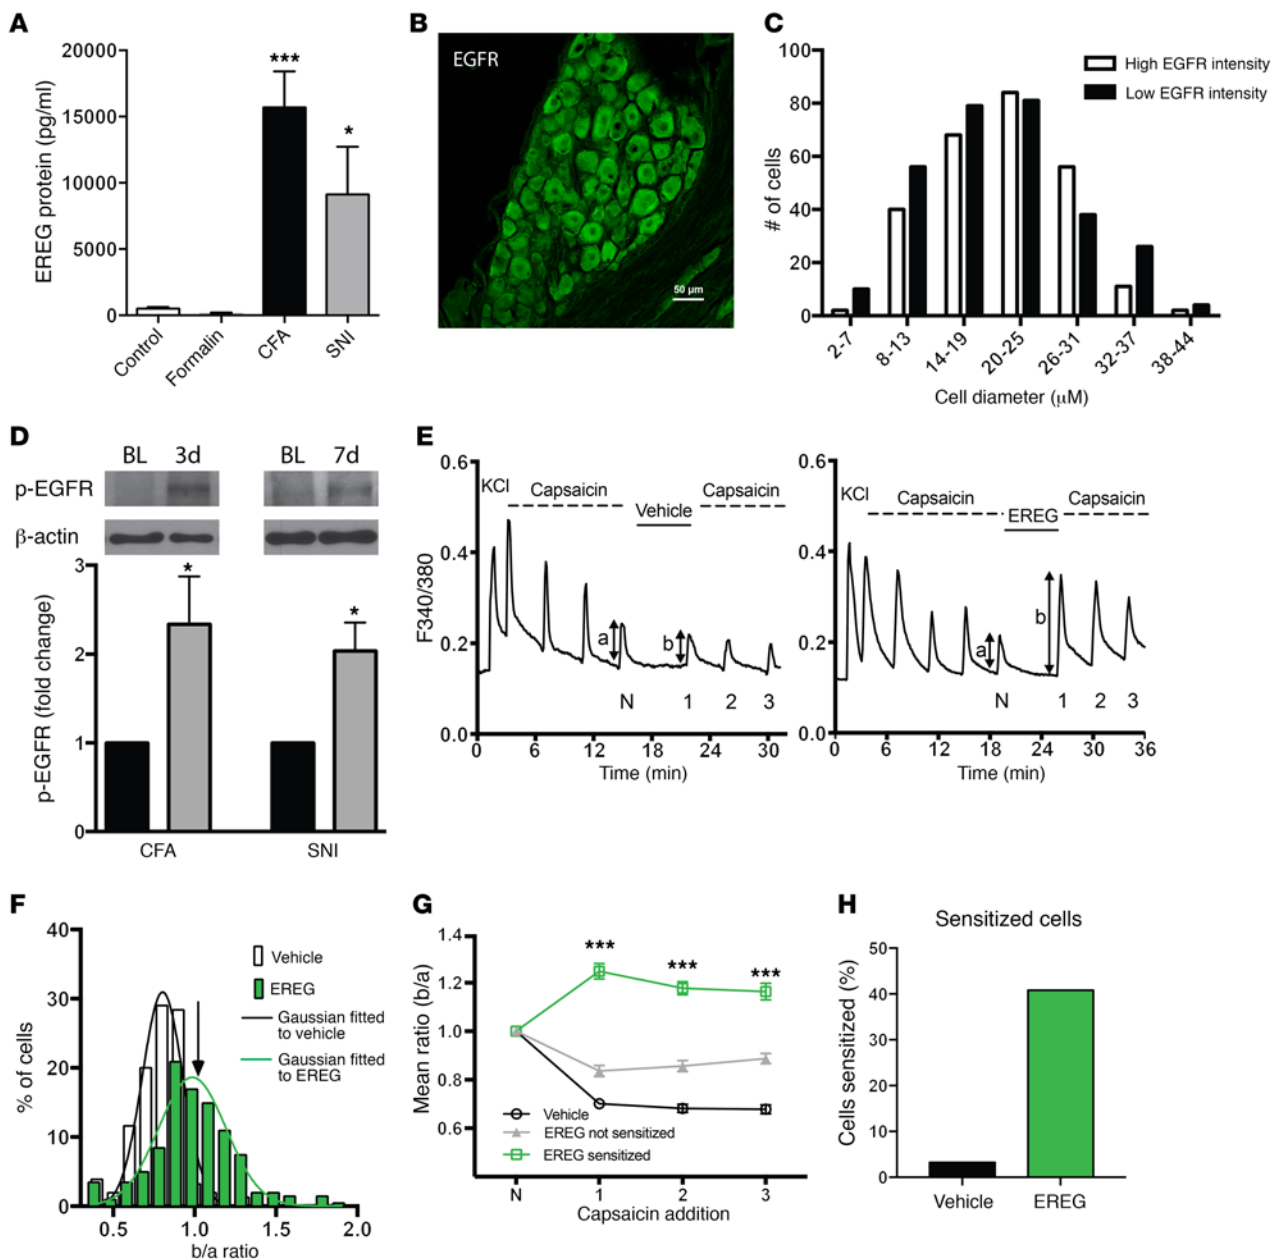 A
EREG protein (pg/ml)
20000
15000
10000
5000
0
***
*
Control
Formalin
CFA
SNI
B
EGFR
50 µm
C
# of cells
100
80
60
40
20
0
High EGFR intensity
Low EGFR intensity
2-7
8-13
14-19
20-25
26-31
32-37
38-44
Cell diameter (µM)
D
BL 3d BL 7d
p-EGFR
β-actin
p-EGFR (fold change)
3
2
1
0
*
*
CFA SNI
E
F340/380
0.6
0.4
0.2
0.0
KCl
Capsaicin
Vehicle
Capsaicin
a
b
N 1 2 3
0 6 12 18 24 30
Time (min)
0.6
0.4
0.2
0.0
KCl
Capsaicin
EREG
Capsaicin
a
b
N 1 2 3
0 6 12 18 24 30 36
Time (min)
F
% of cells
40
30
20
10
0
Vehicle
EREG
Gaussian fitted
to vehicle
Gaussian fitted
to EREG
0.5 1.0 1.5 2.0
b/a ratio
G
Mean ratio (b/a)
1.4
1.2
1.0
0.8
0.6
*** *** ***
Vehicle
EREG not sensitized
EREG sensitized
N 1 2 3
Capsaicin addition
H
Sensitized cells
Cells sensitized (%)
50
40
30
20
10
0
Vehicle EREG